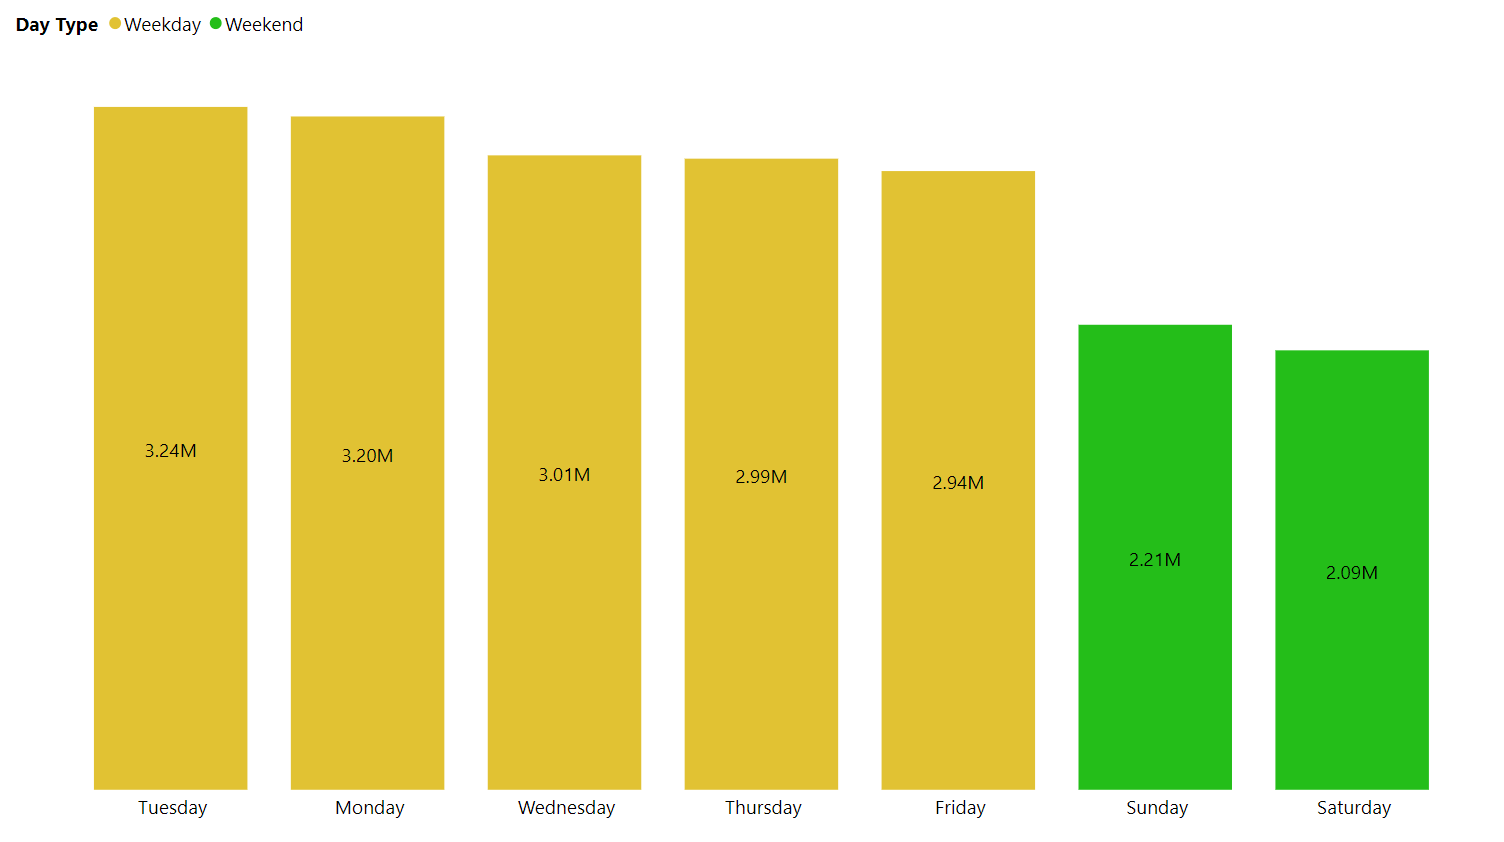 Day Type Weekday Weekend
3.24M
3.20M
3.01M
2.99M
2.94M
2.21M
2.09M
Tuesday Monday Wednesday Thursday Friday Sunday Saturday